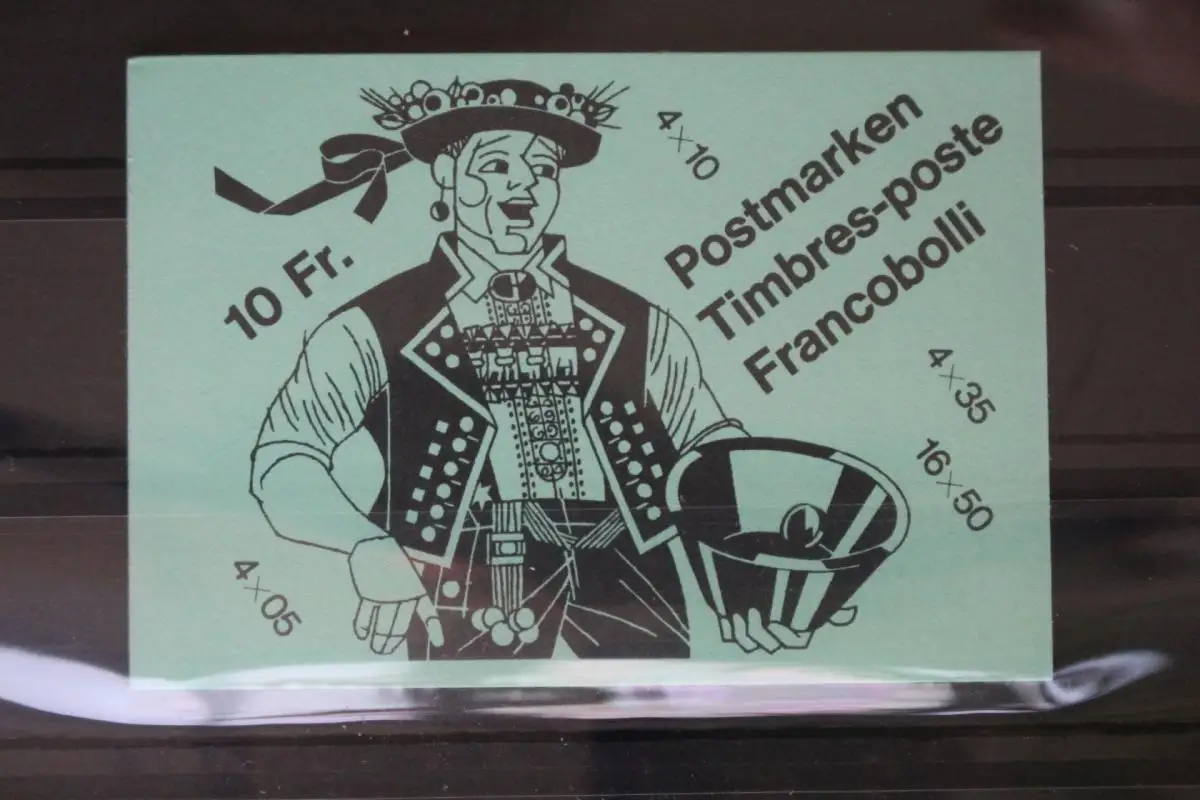 4×10
Postmarken
Timbres-poste
Francobolli
10 Fr.
4×35
16×50
4×05